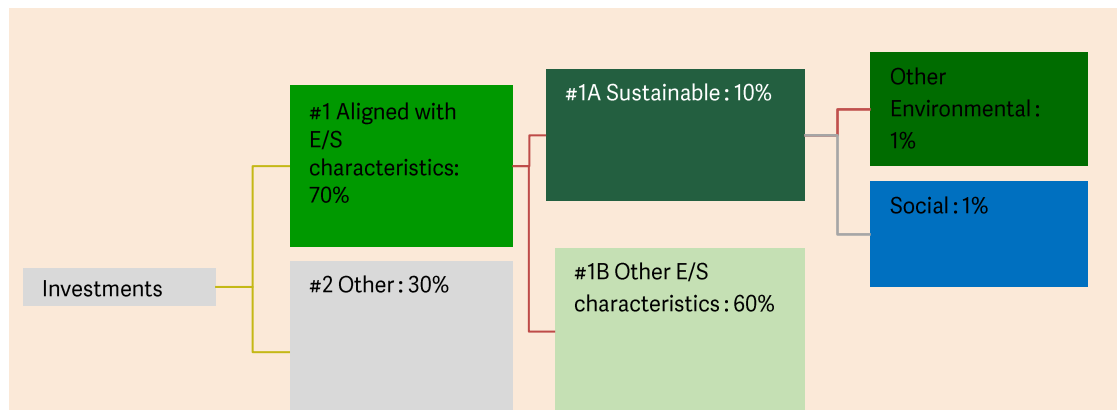 Investments
#1 Aligned with
E/S
characteristics:
70%
#2 Other : 30%
#1A Sustainable : 10%
#1B Other E/S
characteristics : 60%
Other
Environmental :
1%
Social : 1%